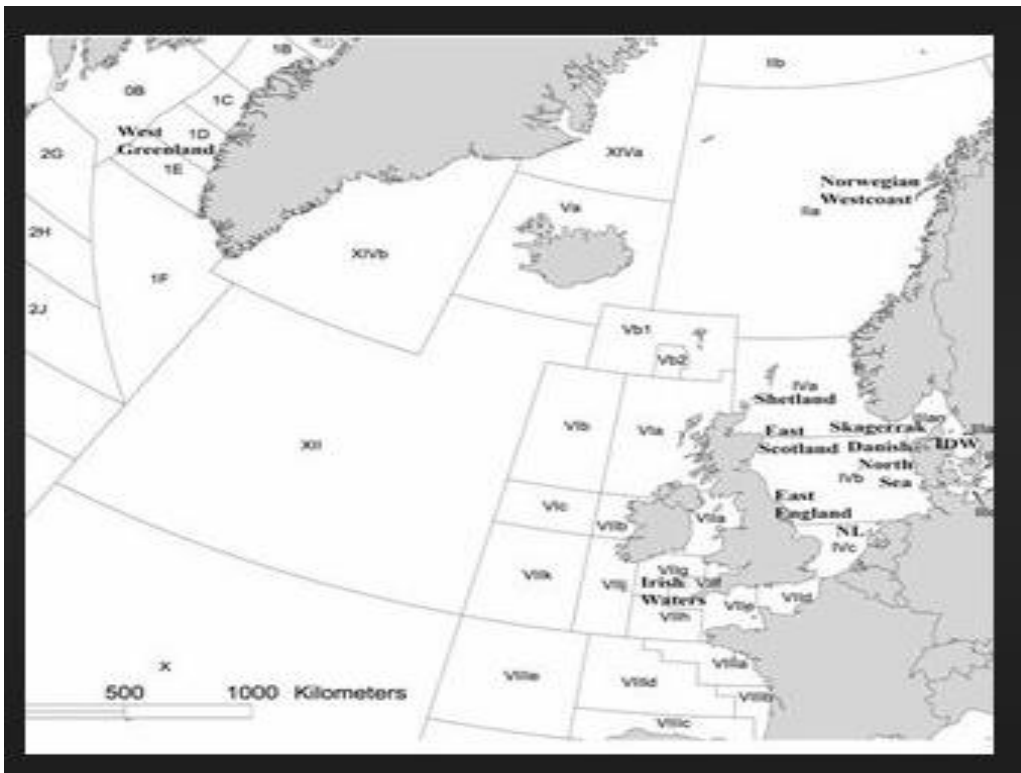 1B
IIb
0B
1C
West
1D
Greenland
1E
2G
XIVa
Norwegian
Westcoast
IIa
Va
2H
XIVb
1F
2J
Vb1
Vb2
IVa
Shetland
VIb
VIa
East
Scotland
Skagerrak
Danish
IDW
North
Sea
IVb
XII
VIc
VIIb
VIIa
East
England
NL
IVc
VIIk
VIIj
VIIg
Irish
VIIf
Waters
VIIe
VIId
VIIh
X
VIIIe
VIIId
VIIIa
VIIIb
VIIIc
500 1000 Kilometers